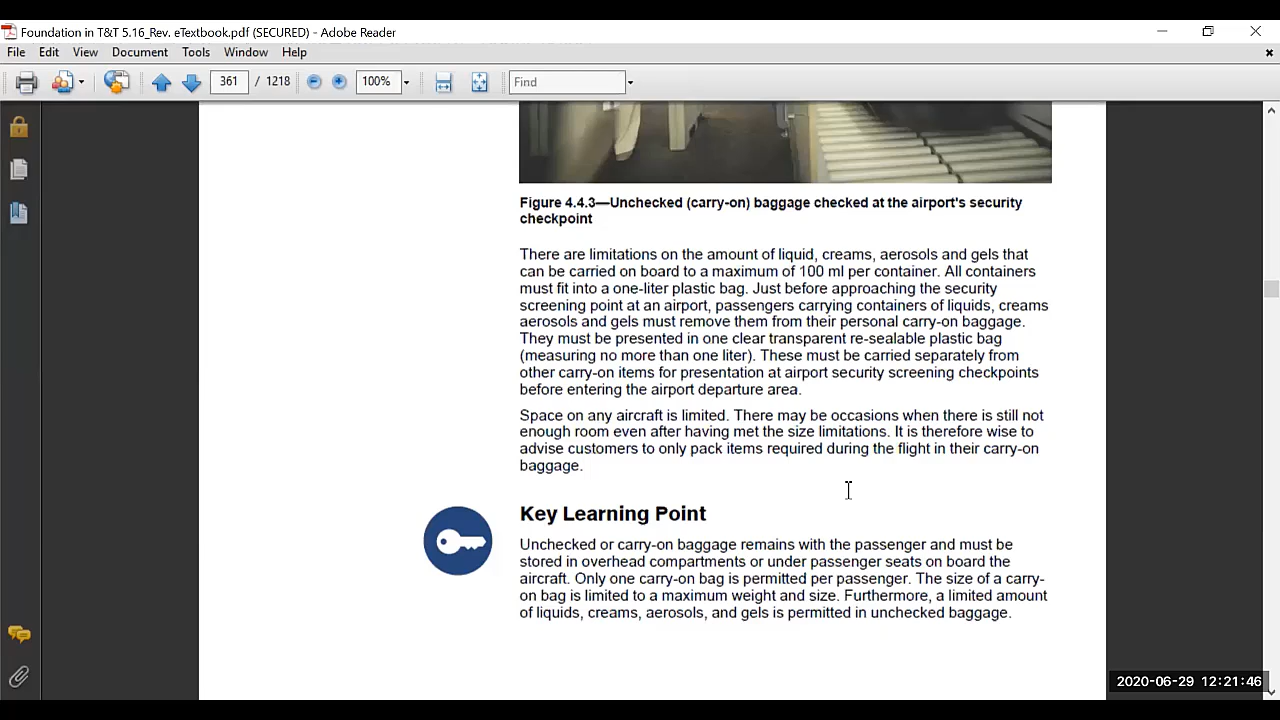 Foundation in T&T 5.16_Rev. eTextbook.pdf (SECURED) - Adobe Reader
File Edit View Document Tools Window Help
361 / 1218 100% Find
Figure 4.4.3—Unchecked (carry-on) baggage checked at the airport's security
checkpoint
There are limitations on the amount of liquid, creams, aerosols and gels that
can be carried on board to a maximum of 100 ml per container. All containers
must fit into a one-liter plastic bag. Just before approaching the security
screening point at an airport, passengers carrying containers of liquids, creams
aerosols and gels must remove them from their personal carry-on baggage.
They must be presented in one clear transparent re-sealable plastic bag
(measuring no more than one liter). These must be carried separately from
other carry-on items for presentation at airport security screening checkpoints
before entering the airport departure area.
Space on any aircraft is limited. There may be occasions when there is still not
enough room even after having met the size limitations. It is therefore wise to
advise customers to only pack items required during the flight in their carry-on
baggage.
Key Learning Point
Unchecked or carry-on baggage remains with the passenger and must be
stored in overhead compartments or under passenger seats on board the
aircraft. Only one carry-on bag is permitted per passenger. The size of a carry-
on bag is limited to a maximum weight and size. Furthermore, a limited amount
of liquids, creams, aerosols, and gels is permitted in unchecked baggage.
2020-06-29 12:21:46